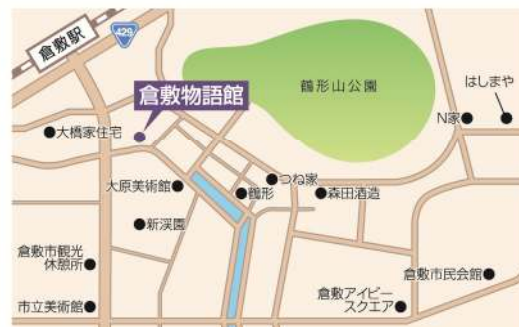 倉敷駅
429
鶴形山公園
はしまや
倉敷物語館
N家
大橋家住宅
つね家
大原美術館
鶴形
森田酒造
新渓園
倉敷市観光
休憩所
倉敷市民会館
倉敷アイビー
スクエア
市立美術館